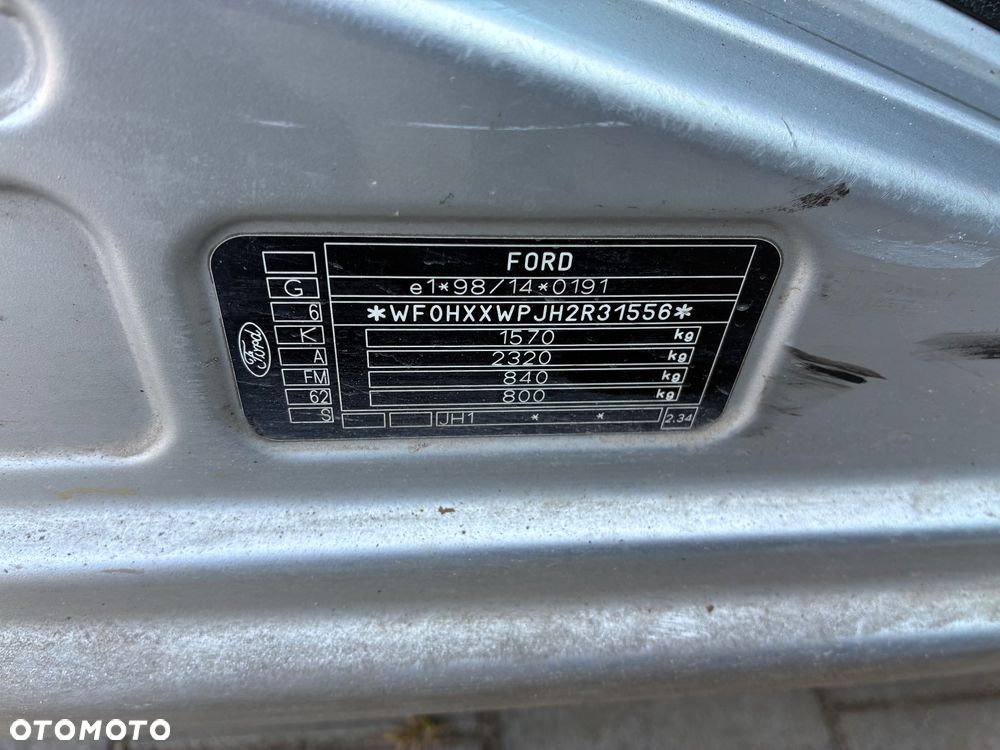 FORD
G e1*98/14*0191
6 *WF0HXXWPJH2R31556*
K 1570 kg
Ford
A 2320 kg
FM 840 kg
62 800 kg
S JH1 * * 2.34
OTOMOTO